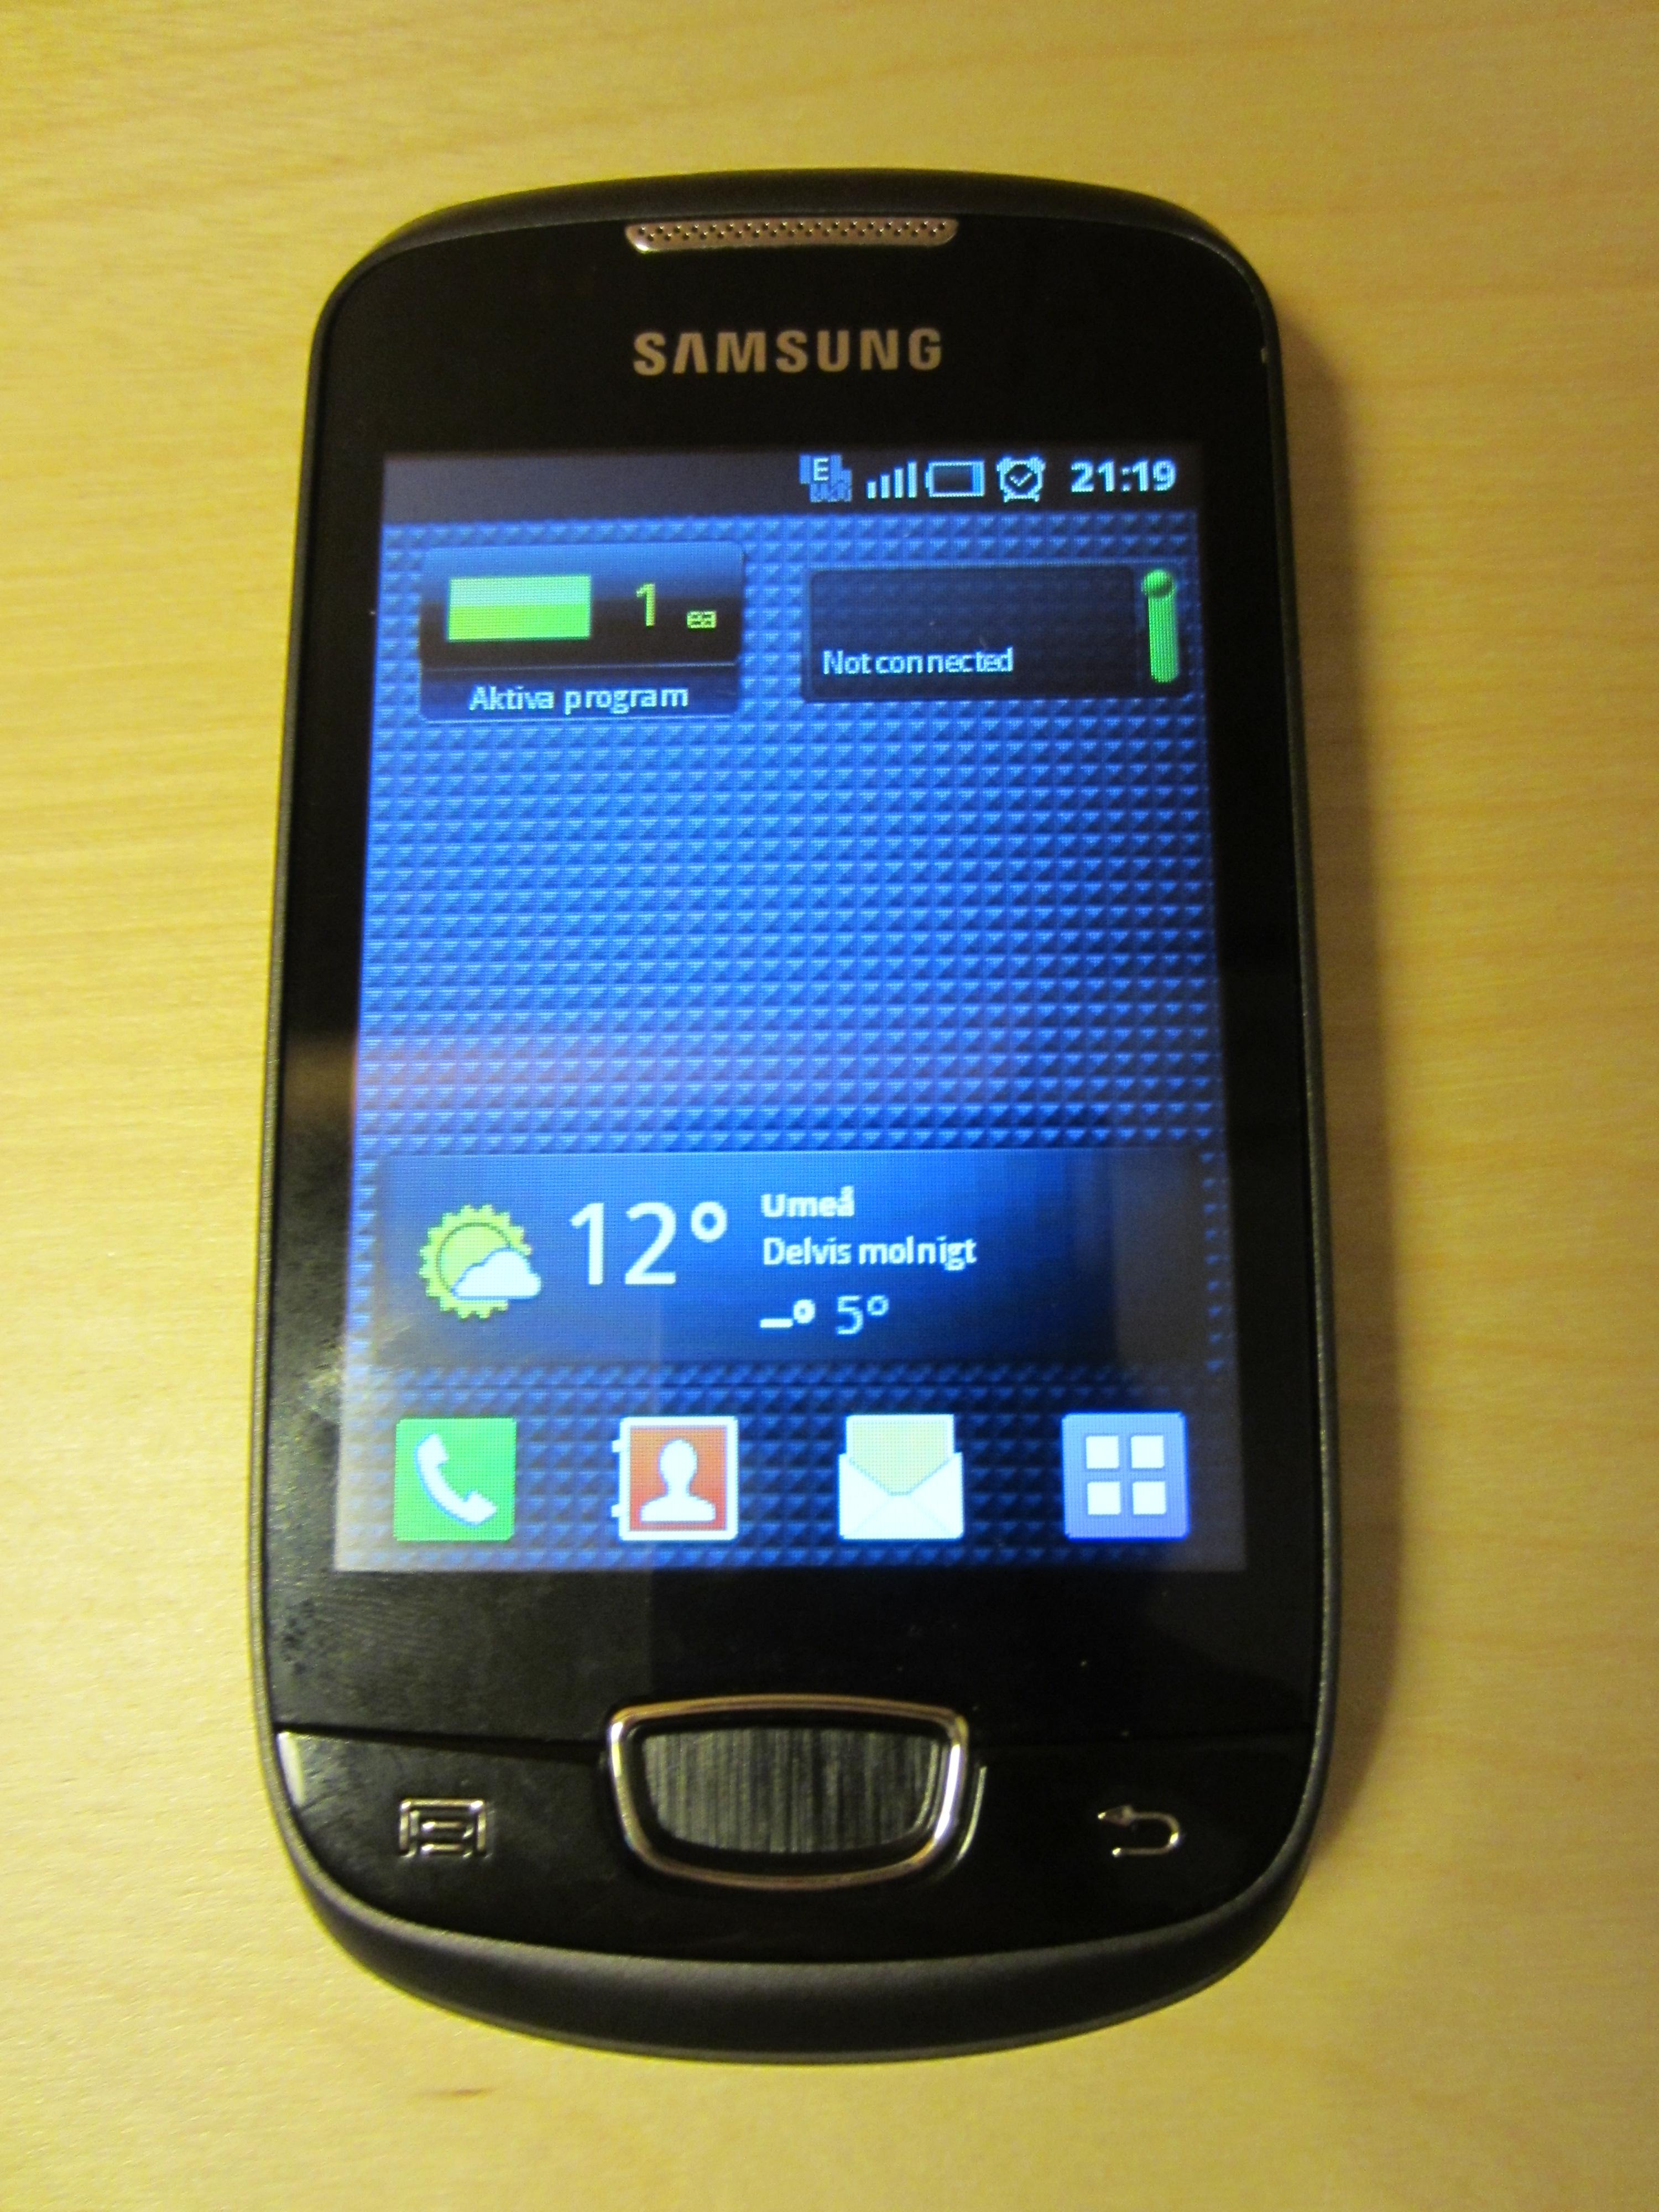 SAMSUNG
E
21:19
1 ea
Aktiva program
Not connected
12°
Umeå
Delvis molnigt
–° 5°